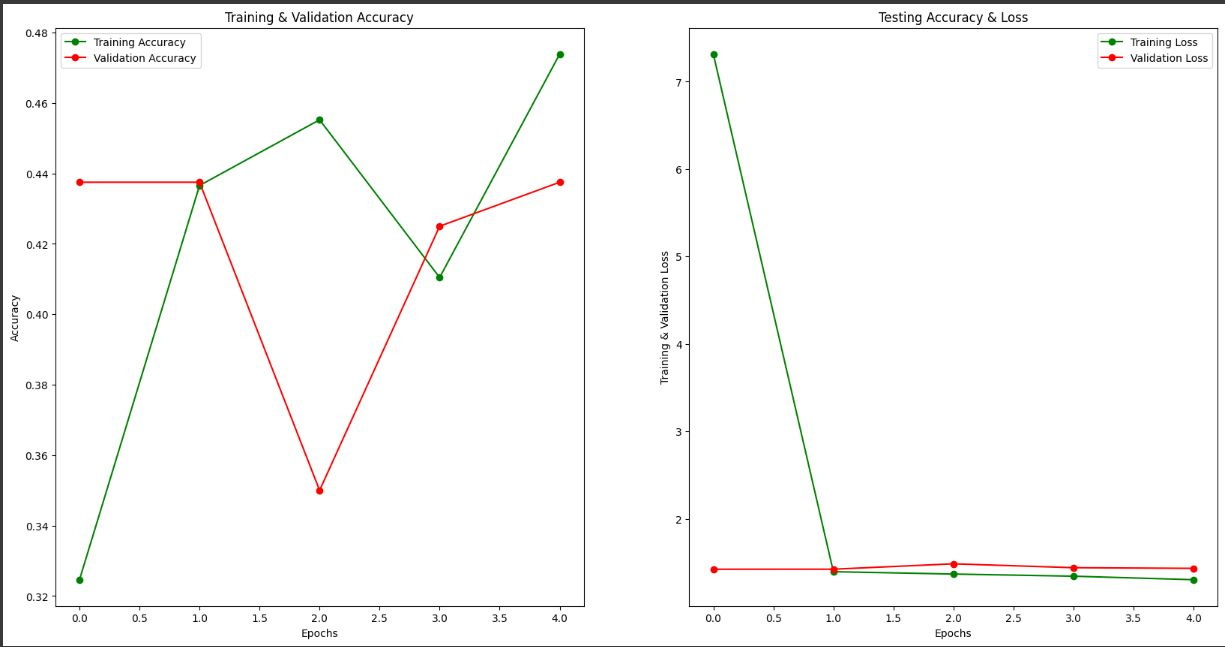 Training & Validation Accuracy
0.48
0.46
0.44
0.42
0.40
0.38
0.36
0.34
0.32
Accuracy
Training Accuracy
Validation Accuracy
0.0 0.5 1.0 1.5 2.0 2.5 3.0 3.5 4.0
Epochs
Testing Accuracy & Loss
7
6
5
4
3
2
Training & Validation Loss
Training Loss
Validation Loss
0.0 0.5 1.0 1.5 2.0 2.5 3.0 3.5 4.0
Epochs